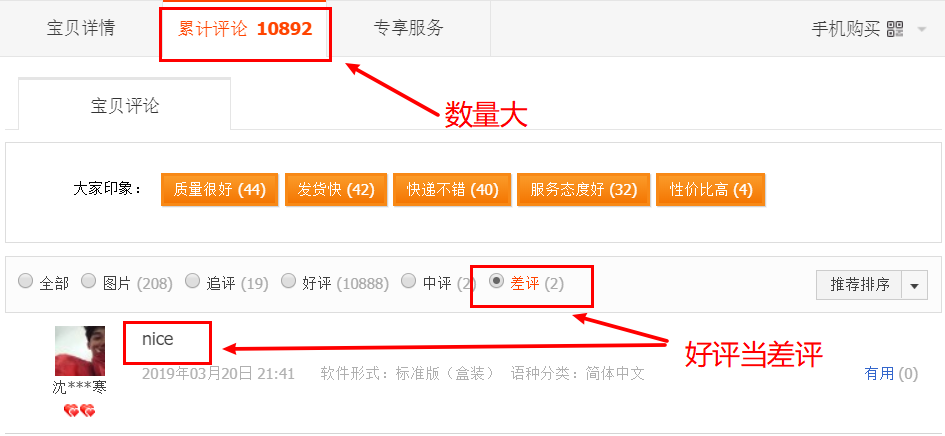 宝贝详情 累计评论 10892 专享服务 手机购买
数量大
宝贝评论
大家印象： 质量很好 (44) 发货快 (42) 快递不错 (40) 服务态度好 (32) 性价比高 (4)
全部 图片 (208) 追评 (19) 好评 (10888) 中评 (2) 差评 (2) 推荐排序
nice
好评当差评
2019年03月20日 21:41 软件形式：标准版（盒装） 语种分类：简体中文 有用 (0)
沈***寒